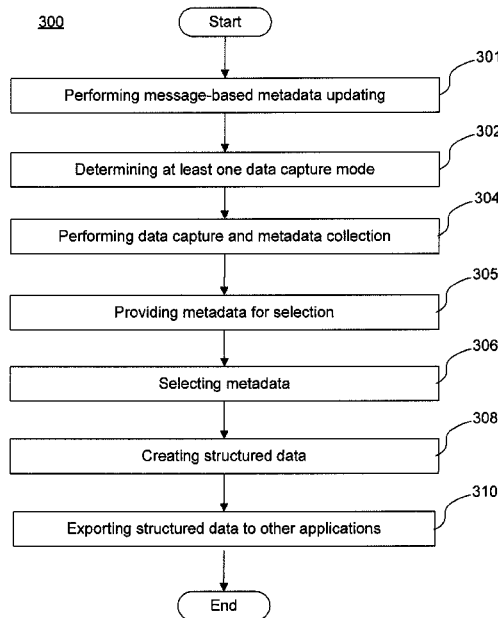 300
Start
301
Performing message-based metadata updating
302
Determining at least one data capture mode
304
Performing data capture and metadata collection
305
Providing metadata for selection
306
Selecting metadata
308
Creating structured data
310
Exporting structured data to other applications
End